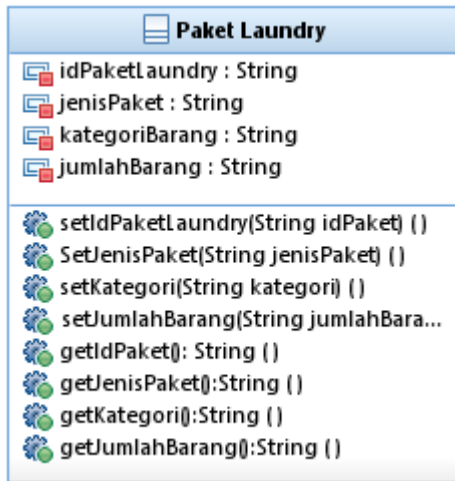 Paket Laundry
idPaketLaundry : String
jenisPaket : String
kategoriBarang : String
jumlahBarang : String
setIdPaketLaundry(String idPaket) ()
SetJenisPaket(String jenisPaket) ()
setKategori(String kategori) ()
setJumlahBarang(String jumlahBara...
getIdPaket(): String ()
getJenisPaket():String ()
getKategori():String ()
getJumlahBarang():String ()